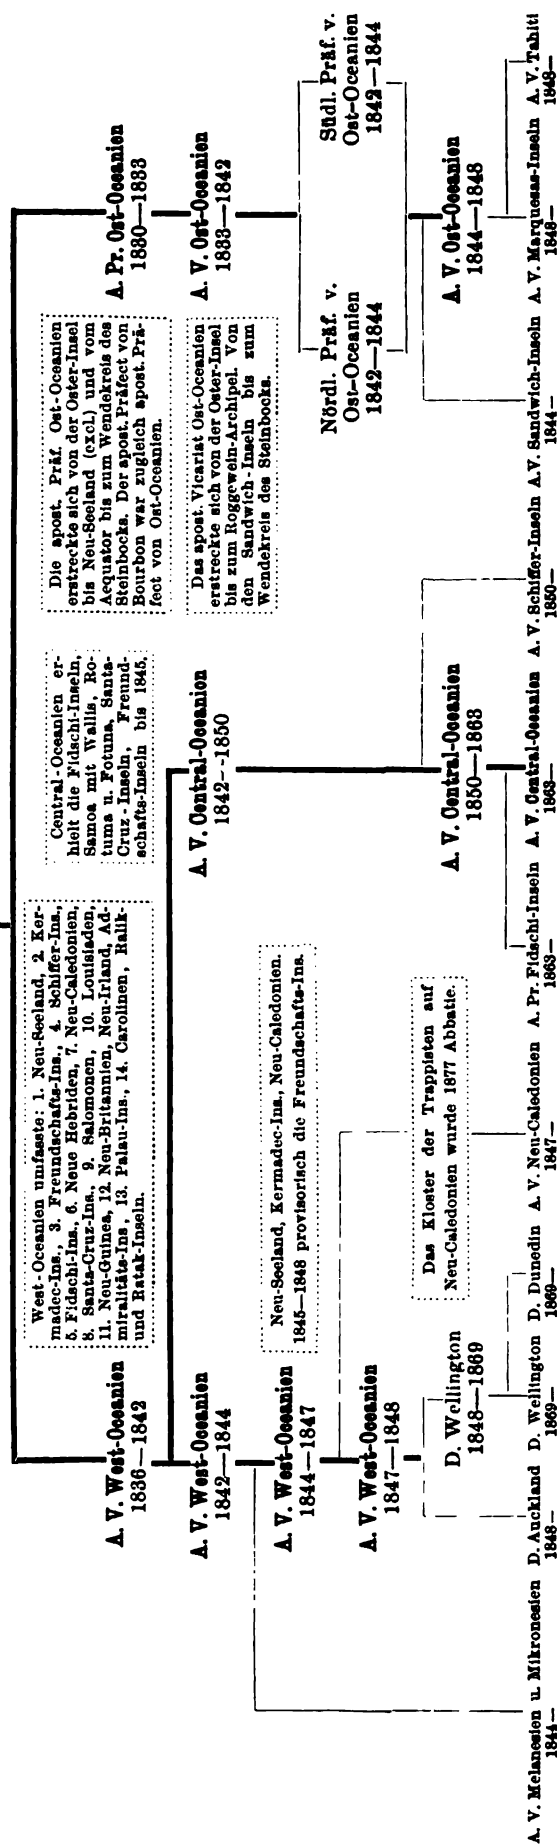 A. Pr. Ost-Oceanien
1830—1833
Die apost. Präf. Ost-Oceanien
erstreckte sich von der Oster-Insel
bis Neu-Seeland (excl.) und vom
Aequator bis zum Wendekreis des
Steinbocks. Der apost. Präfect von
Bourbon war zugleich apost. Prä-
fect von Ost-Oceanien.
Central-Oceanien er-
hielt die Fidschi-Inseln,
Samoa mit Wallis, Ro-
tuma u. Fotuna, Santa-
Cruz-Inseln, Freund-
schafts-Inseln bis 1845.
West-Oceanien umfasste: 1. Neu-Seeland, 2. Ker-
madec-Ins., 3. Freundschafts-Ins., 4. Schiffer-Ins.,
5. Fidschi-Ins., 6. Neue Hebriden, 7. Neu-Caledonien,
8. Santa-Cruz-Ins., 9. Salomonen, 10. Louisiaden,
11. Neu-Guinea, 12. Neu-Britannien, Neu-Irland, Ad-
miralitäts-Ins., 13. Palau-Ins., 14. Carolinen, Ralik-
und Ratak-Inseln.
A. V. West-Oceanien
1836—1842
A. V. Ost-Oceanien
1833—1842
Das apost. Vicariat Ost-Oceanien
erstreckte sich von der Oster-Insel
bis zum Roggewein-Archipel. Von
den Sandwich-Inseln bis zum
Wendekreis des Steinbocks.
A. V. Central-Oceanien
1842--1850
A. V. West-Oceanien
1842—1844
Neu-Seeland, Kermadec-Ins., Neu-Caledonien.
1845—1848 provisorisch die Freundschafts-Ins.
A. V. West-Oceanien
1844—1847
Nördl. Präf. v.
Ost-Oceanien
1842—1844
Südl. Präf. v.
Ost-Oceanien
1842—1844
A. V. West-Oceanien
1847—1848
Das Kloster der Trappisten auf
Neu-Caledonien wurde 1877 Abbatie.
A. V. Central-Oceanien
1850—1863
A. V. Ost-Oceanien
1844—1848
D. Wellington
1848—1869
A. V. Melanesien u. Mikronesien D. Auckland D. Wellington D. Dunedin A. V. Neu-Caledonien A. Pr. Fidschi-Inseln A. V. Central-Oceanien A. V. Schiffer-Inseln A.V. Sandwich-Inseln A. V. Marquesas-Inseln A. V. Tahiti
1844— 1848— 1869— 1869— 1847— 1863— 1863— 1850— 1844— 1848— 1848—